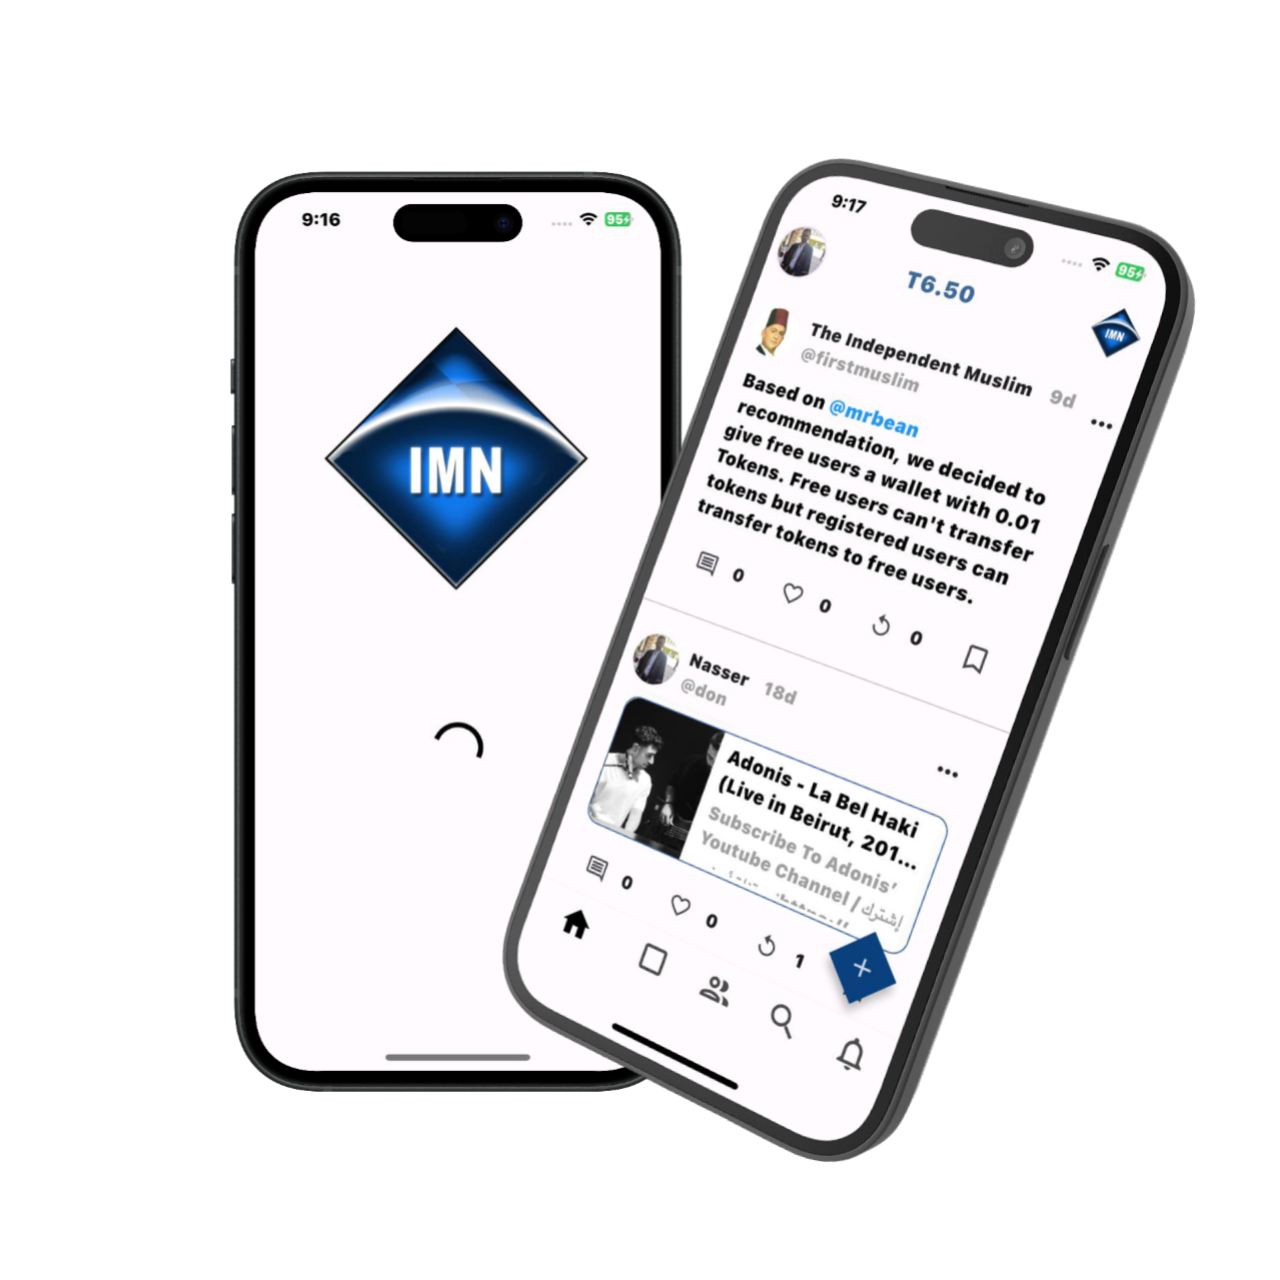 9:16
95
IMN
9:17
95
T6.50
IMN
The Independent Muslim 9d
@firstmuslim
Based on @mrbean
recommendation, we decided to
give free users a wallet with 0.01
Tokens. Free users can't transfer
tokens but registered users can
transfer tokens to free users.
0 0 0
Nasser 18d
@don
Adonis - La Bel Haki
(Live in Beirut, 201...
Subscribe To Adonis'
Youtube Channel | إشترك
0 0 1